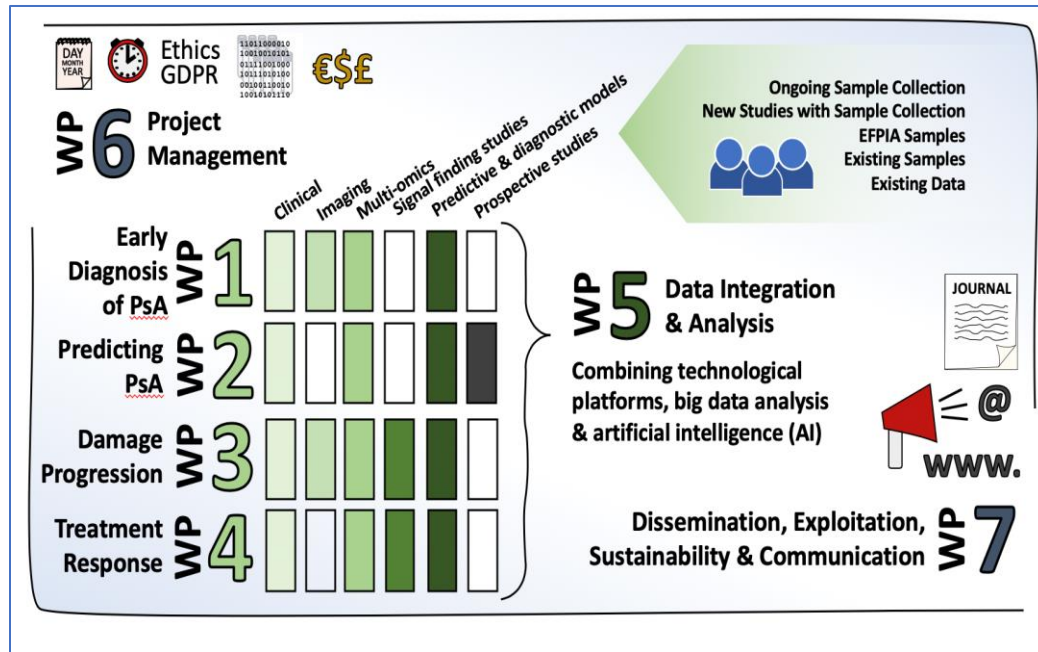 DAY
MONTH
YEAR
Ethics
GDPR
11011000010
10010010101
01111001000
10111010100
00100110010
10010101110
€$£
WP 6 Project
Management
Ongoing Sample Collection
New Studies with Sample Collection
EFPIA Samples
Existing Samples
Existing Data
Clinical
Imaging
Multi-omics
Signal finding studies
Predictive & diagnostic models
Prospective studies
Early
Diagnosis
of PsA
WP 1
Predicting
PsA
WP 2
Damage
Progression
WP 3
Treatment
Response
WP 4
WP 5 Data Integration
& Analysis
Combining technological
platforms, big data analysis
& artificial intelligence (AI)
JOURNAL
@
www.
Dissemination, Exploitation,
Sustainability & Communication
WP 7